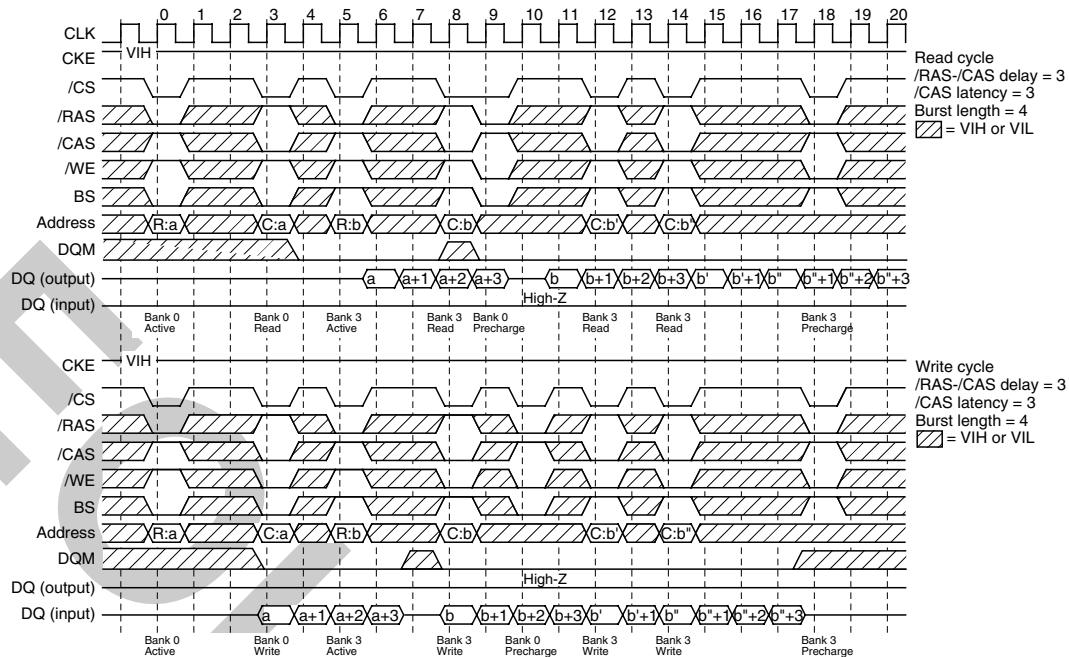 0 1 2 3 4 5 6 7 8 9 10 11 12 13 14 15 16 17 18 19 20
CLK
CKE VIH
/CS
/RAS
/CAS
/WE
BS
Address R:a C:a R:b C:b C:b' C:b"
DQM
DQ (output) a a+1 a+2 a+3 b b+1 b+2 b+3 b' b'+1 b" b"+1 b"+2 b"+3
High-Z
DQ (input)
Bank 0 Active
Bank 0 Read
Bank 3 Active
Bank 3 Read
Bank 0 Precharge
Bank 3 Read
Bank 3 Read
Bank 3 Precharge
Read cycle
/RAS-/CAS delay = 3
/CAS latency = 3
Burst length = 4
= VIH or VIL
CKE VIH
/CS
/RAS
/CAS
/WE
BS
Address R:a C:a R:b C:b C:b' C:b"
DQM
High-Z
DQ (output)
DQ (input) a a+1 a+2 a+3 b b+1 b+2 b+3 b' b'+1 b" b"+1 b"+2 b"+3
Bank 0 Active
Bank 0 Write
Bank 3 Active
Bank 3 Write
Bank 0 Precharge
Bank 3 Write
Bank 3 Write
Bank 3 Precharge
Write cycle
/RAS-/CAS delay = 3
/CAS latency = 3
Burst length = 4
= VIH or VIL